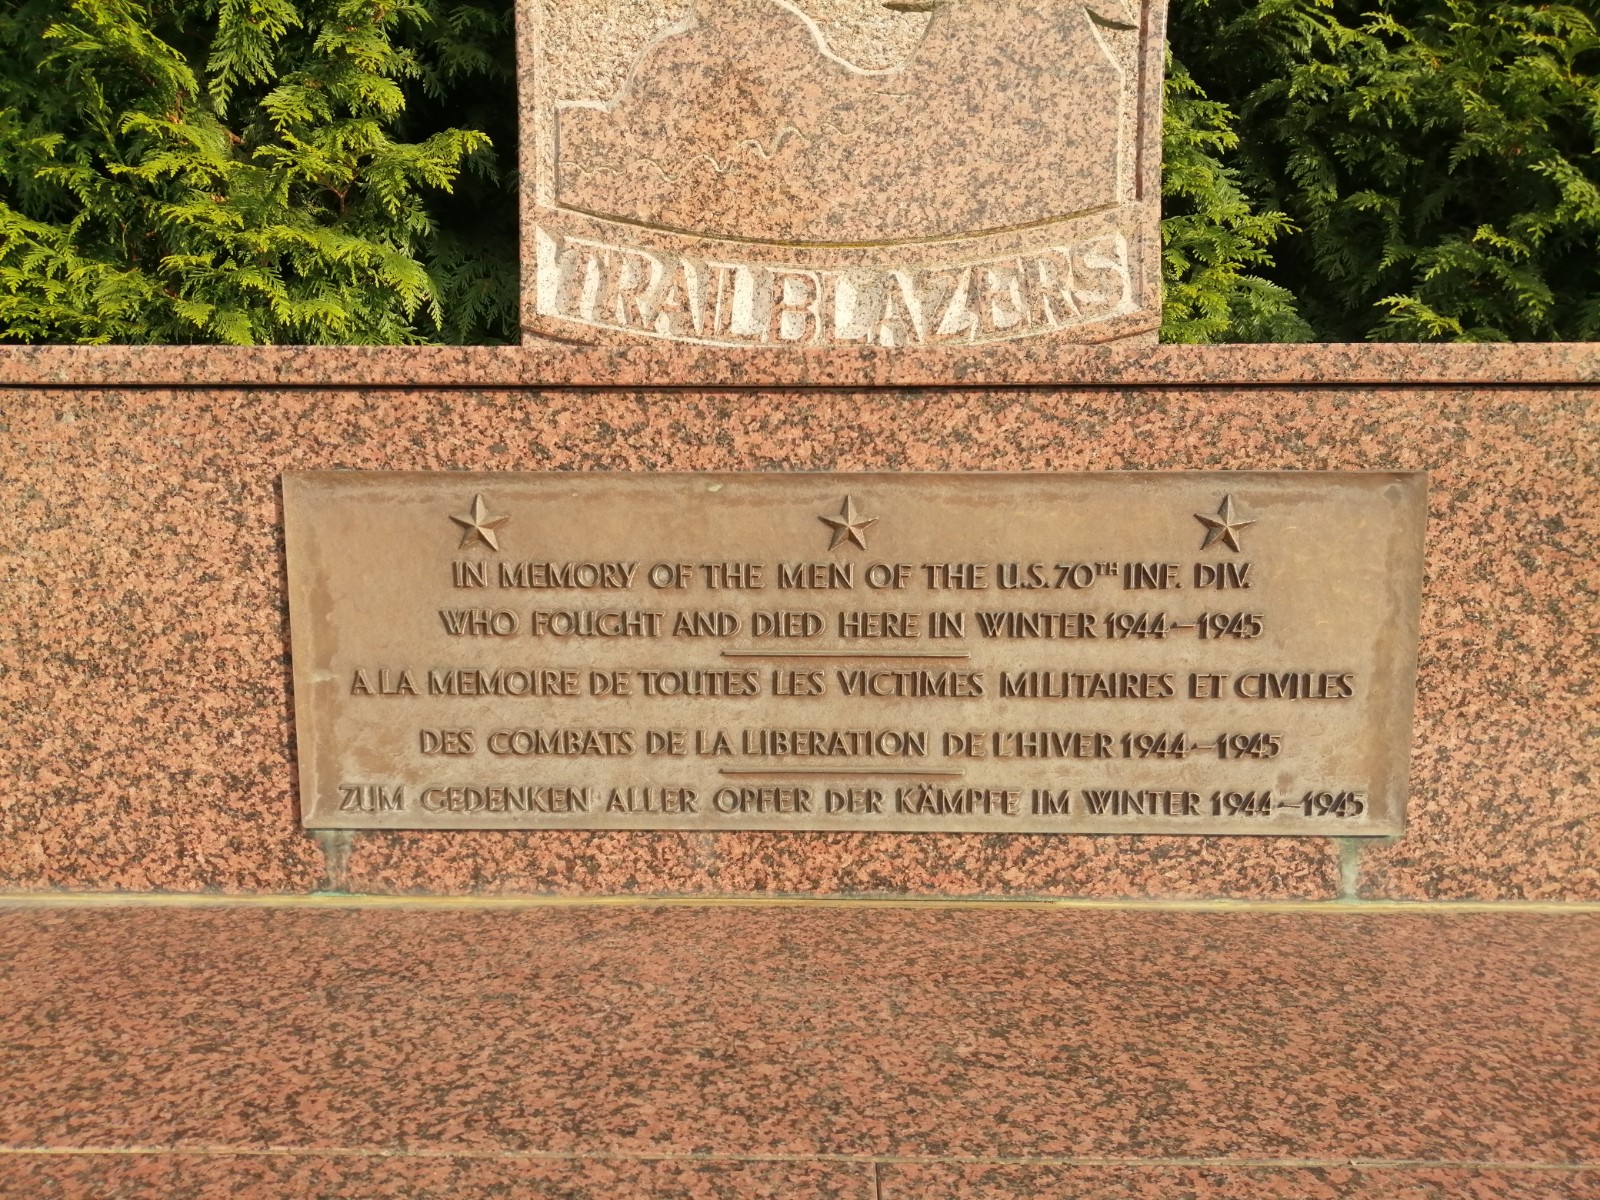 TRAILBLAZERS
IN MEMORY OF THE MEN OF THE U.S. 70TH INF. DIV.
WHO FOUGHT AND DIED HERE IN WINTER 1944-1945
A LA MEMOIRE DE TOUTES LES VICTIMES MILITAIRES ET CIVILES
DES COMBATS DE LA LIBERATION DE L'HIVER 1944-1945
ZUM GEDENKEN ALLER OPFER DER KÄMPFE IM WINTER 1944-1945